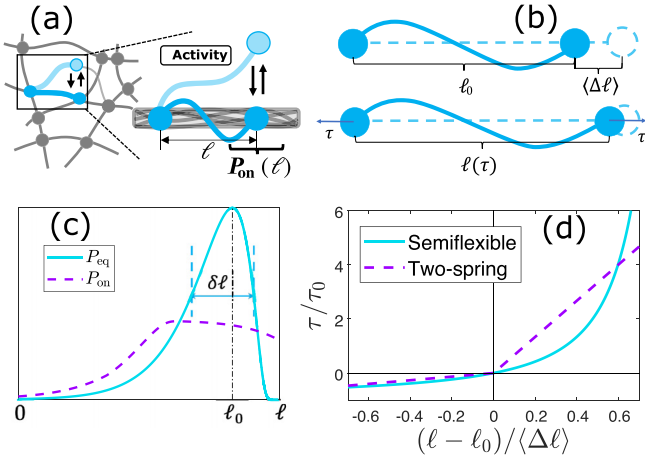 (a)
Activity
ℓ
P_on(ℓ)
(b)
ℓ_0
⟨Δℓ⟩
τ
τ
ℓ(τ)
(c)
P_eq
P_on
δℓ
0
ℓ_0
ℓ
(d)
Semiflexible
Two-spring
τ/τ_0
6
4
2
0
-0.6
-0.4
-0.2
0
0.2
0.4
0.6
(ℓ − ℓ_0)/⟨Δℓ⟩